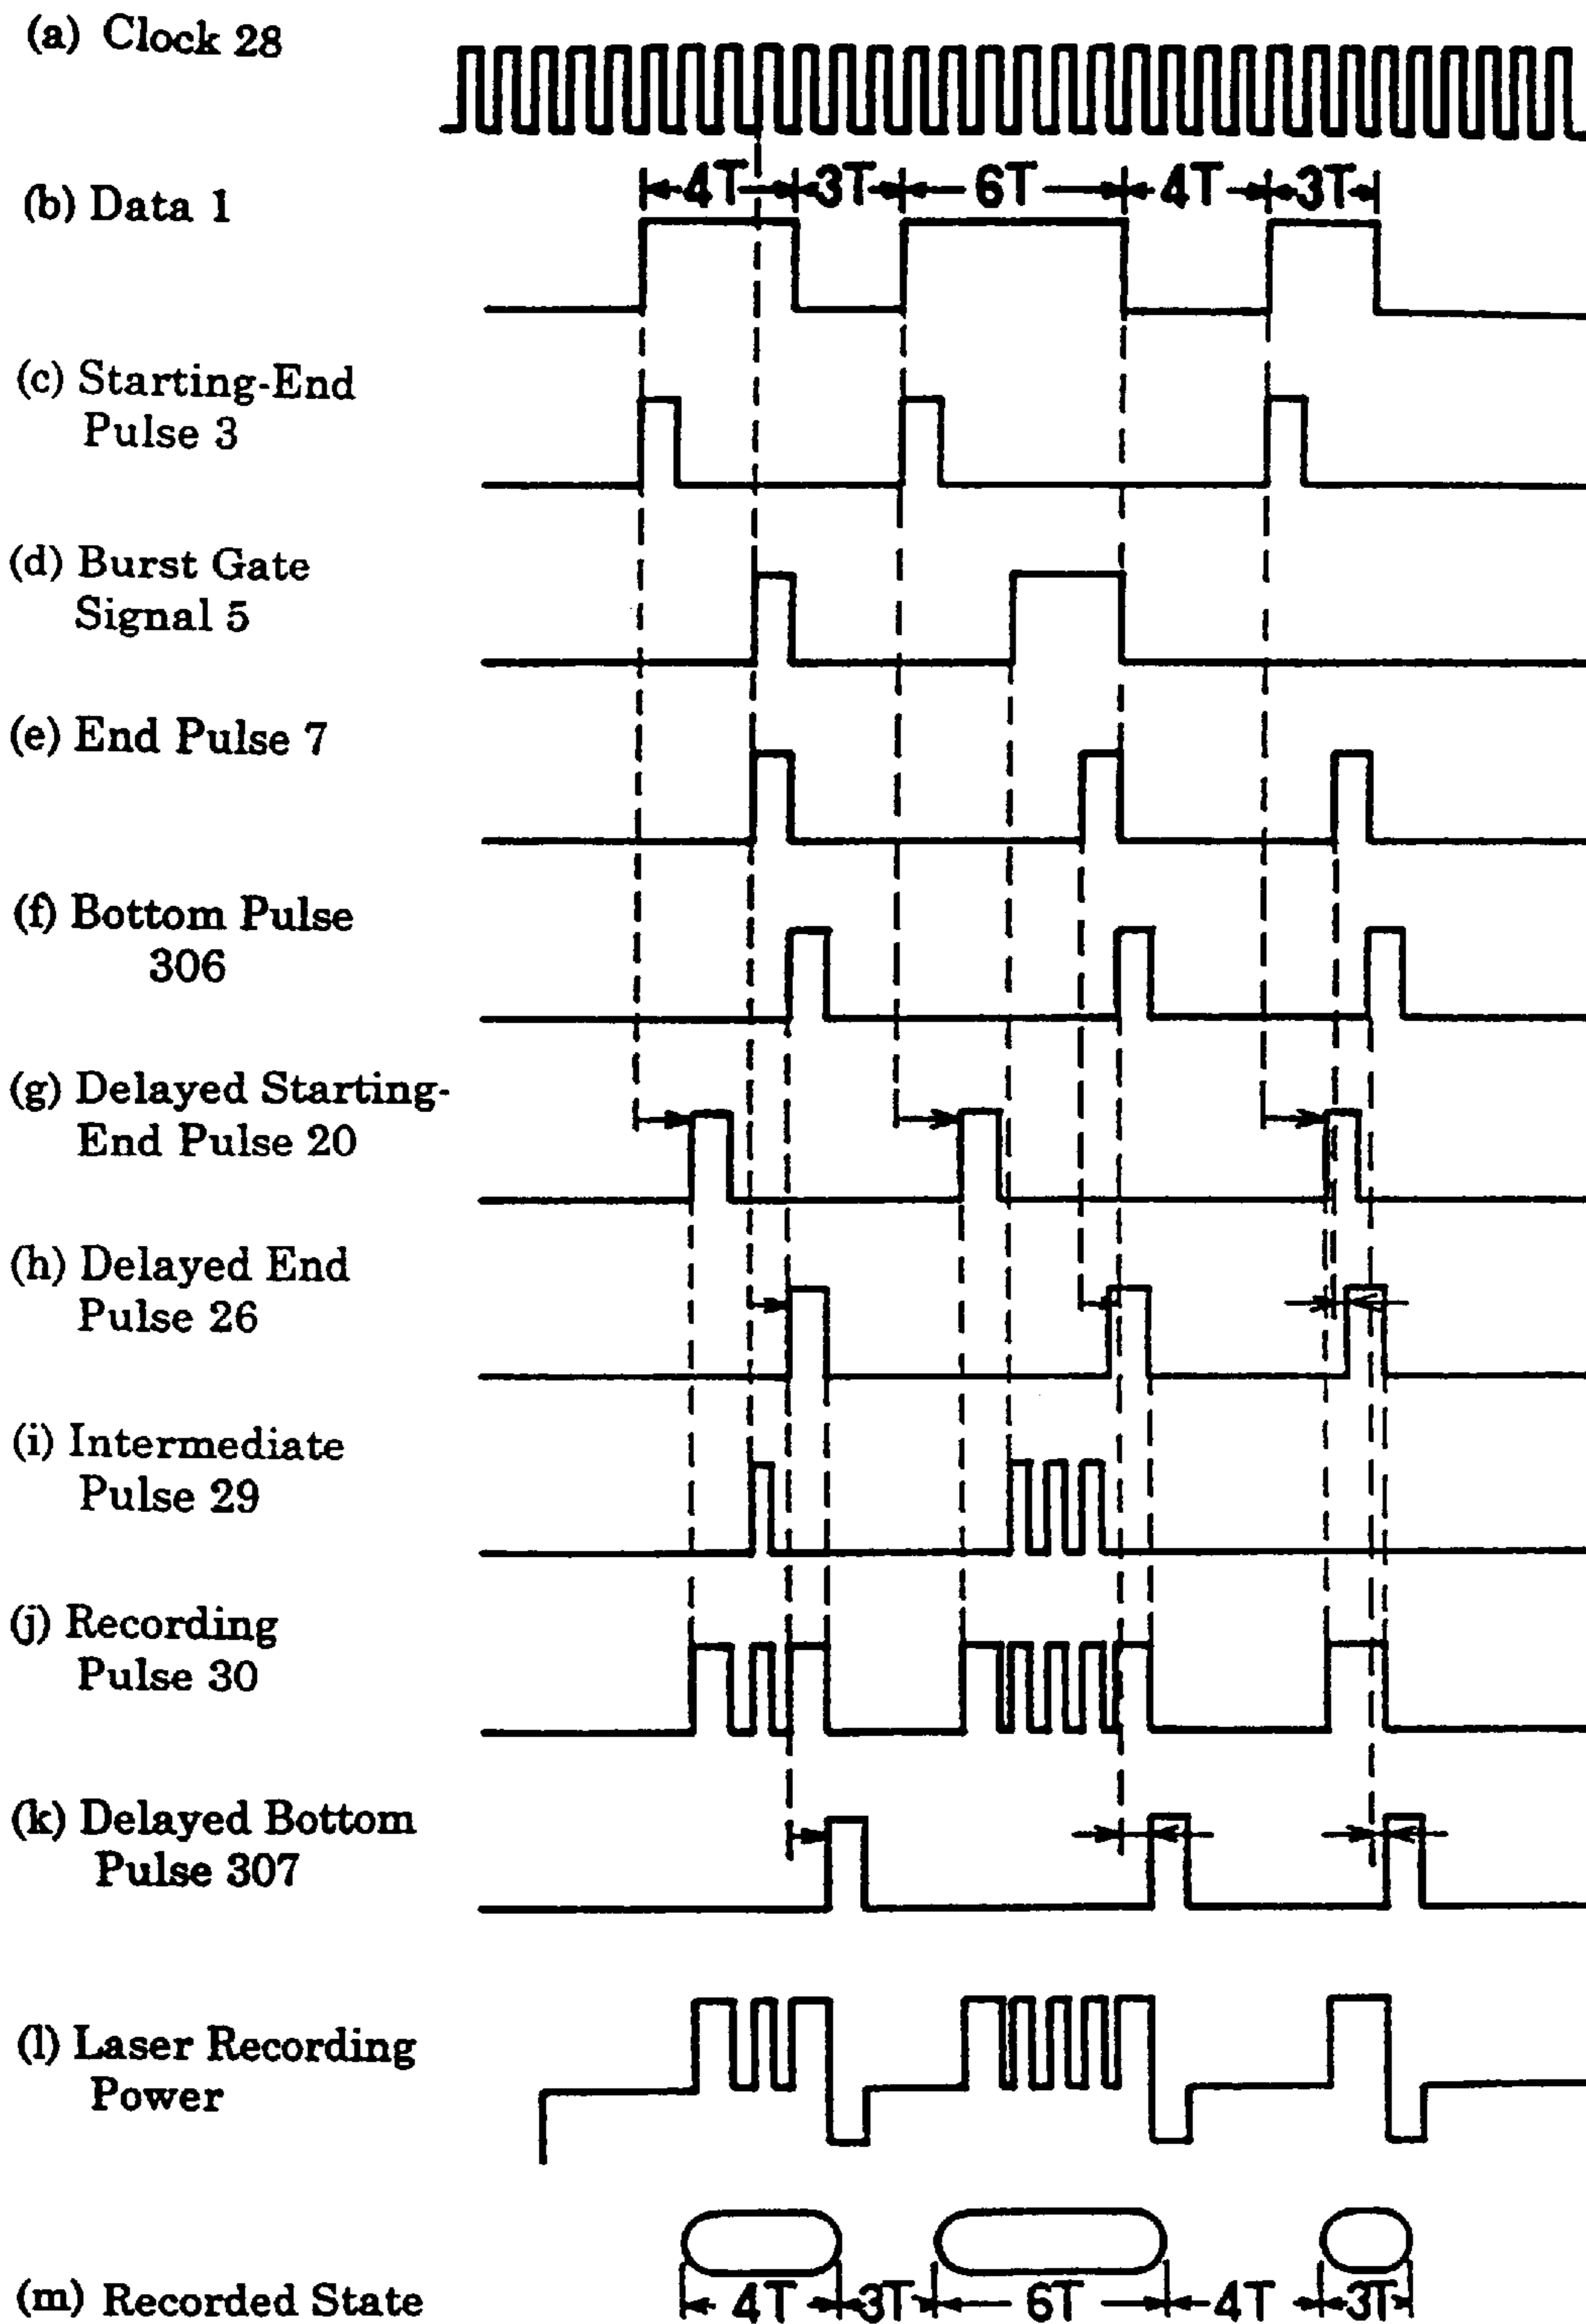 (a) Clock 28
4T 3T 6T 4T 3T
(b) Data 1
(c) Starting-End
Pulse 3
(d) Burst Gate
Signal 5
(e) End Pulse 7
(f) Bottom Pulse
306
(g) Delayed Starting-
End Pulse 20
(h) Delayed End
Pulse 26
(i) Intermediate
Pulse 29
(j) Recording
Pulse 30
(k) Delayed Bottom
Pulse 307
(l) Laser Recording
Power
(m) Recorded State
4T 3T 6T 4T 3T